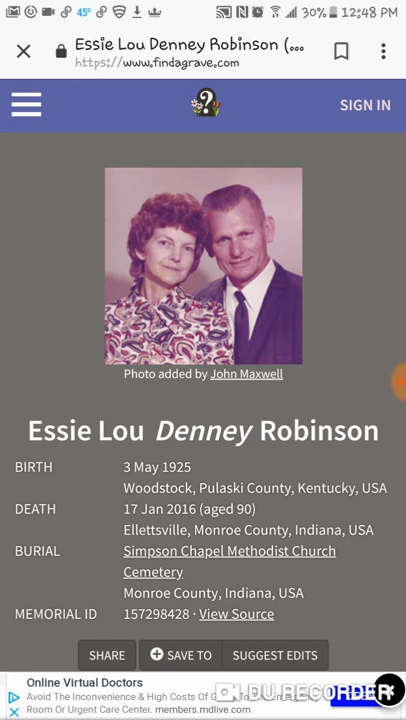 45°
30% 12:48 PM
Essie Lou Denney Robinson (...
https://www.findagrave.com
?
SIGN IN
Photo added by John Maxwell
Essie Lou Denney Robinson
BIRTH 3 May 1925
Woodstock, Pulaski County, Kentucky, USA
DEATH 17 Jan 2016 (aged 90)
Ellettsville, Monroe County, Indiana, USA
BURIAL Simpson Chapel Methodist Church
Cemetery
Monroe County, Indiana, USA
MEMORIAL ID 157298428 · View Source
SHARE SAVE TO SUGGEST EDITS
Online Virtual Doctors
Avoid The Inconvenience & High Costs Of
Room Or Urgent Care Center. members.mdlive.com
DU RECORDER